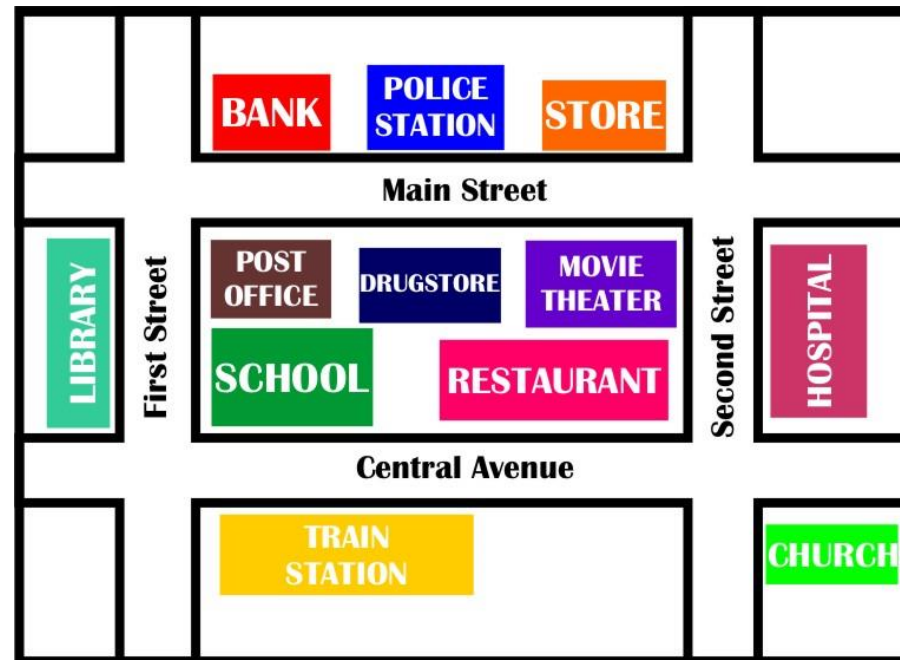 BANK
POLICE
STATION
STORE
Main Street
LIBRARY
First Street
POST
OFFICE
DRUGSTORE
MOVIE
THEATER
SCHOOL
RESTAURANT
Second Street
HOSPITAL
Central Avenue
TRAIN
STATION
CHURCH